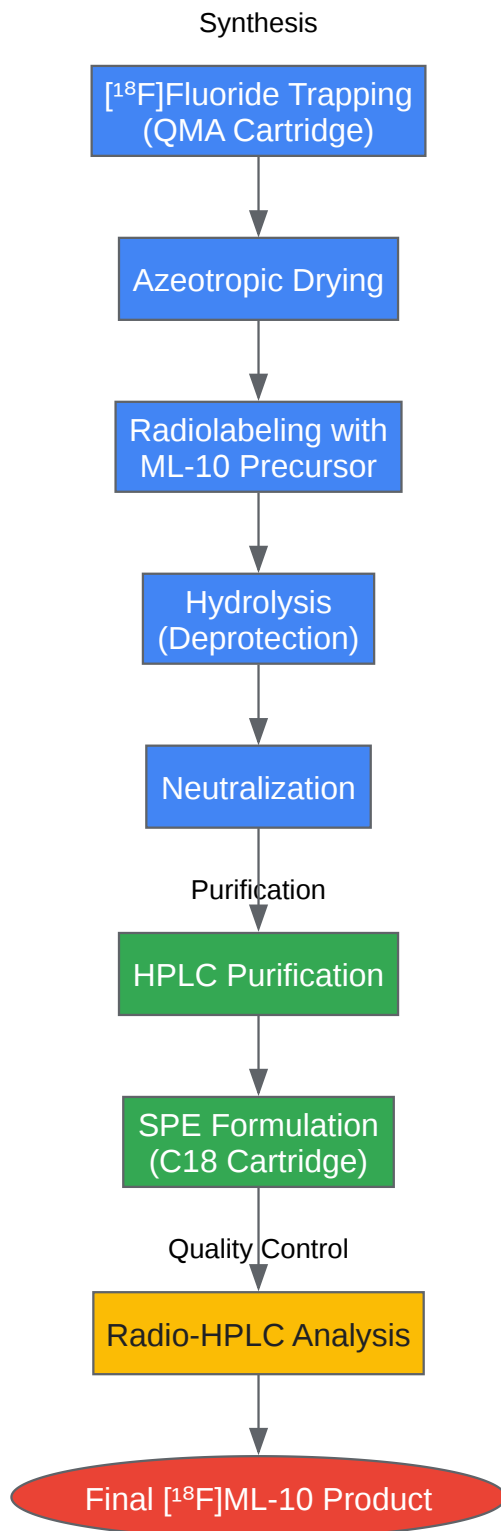 Synthesis
[¹⁸F]Fluoride Trapping
(QMA Cartridge)
Azeotropic Drying
Radiolabeling with
ML-10 Precursor
Hydrolysis
(Deprotection)
Neutralization
Purification
HPLC Purification
SPE Formulation
(C18 Cartridge)
Quality Control
Radio-HPLC Analysis
Final [¹⁸F]ML-10 Product